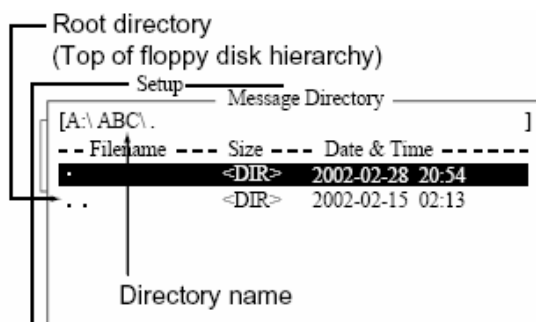 Root directory
(Top of floppy disk hierarchy)
Setup
Message Directory
[A:\ ABC\ . ]
-- Filename --- Size --- Date & Time ------
. <DIR> 2002-02-28 20:54
. . <DIR> 2002-02-15 02:13
Directory name